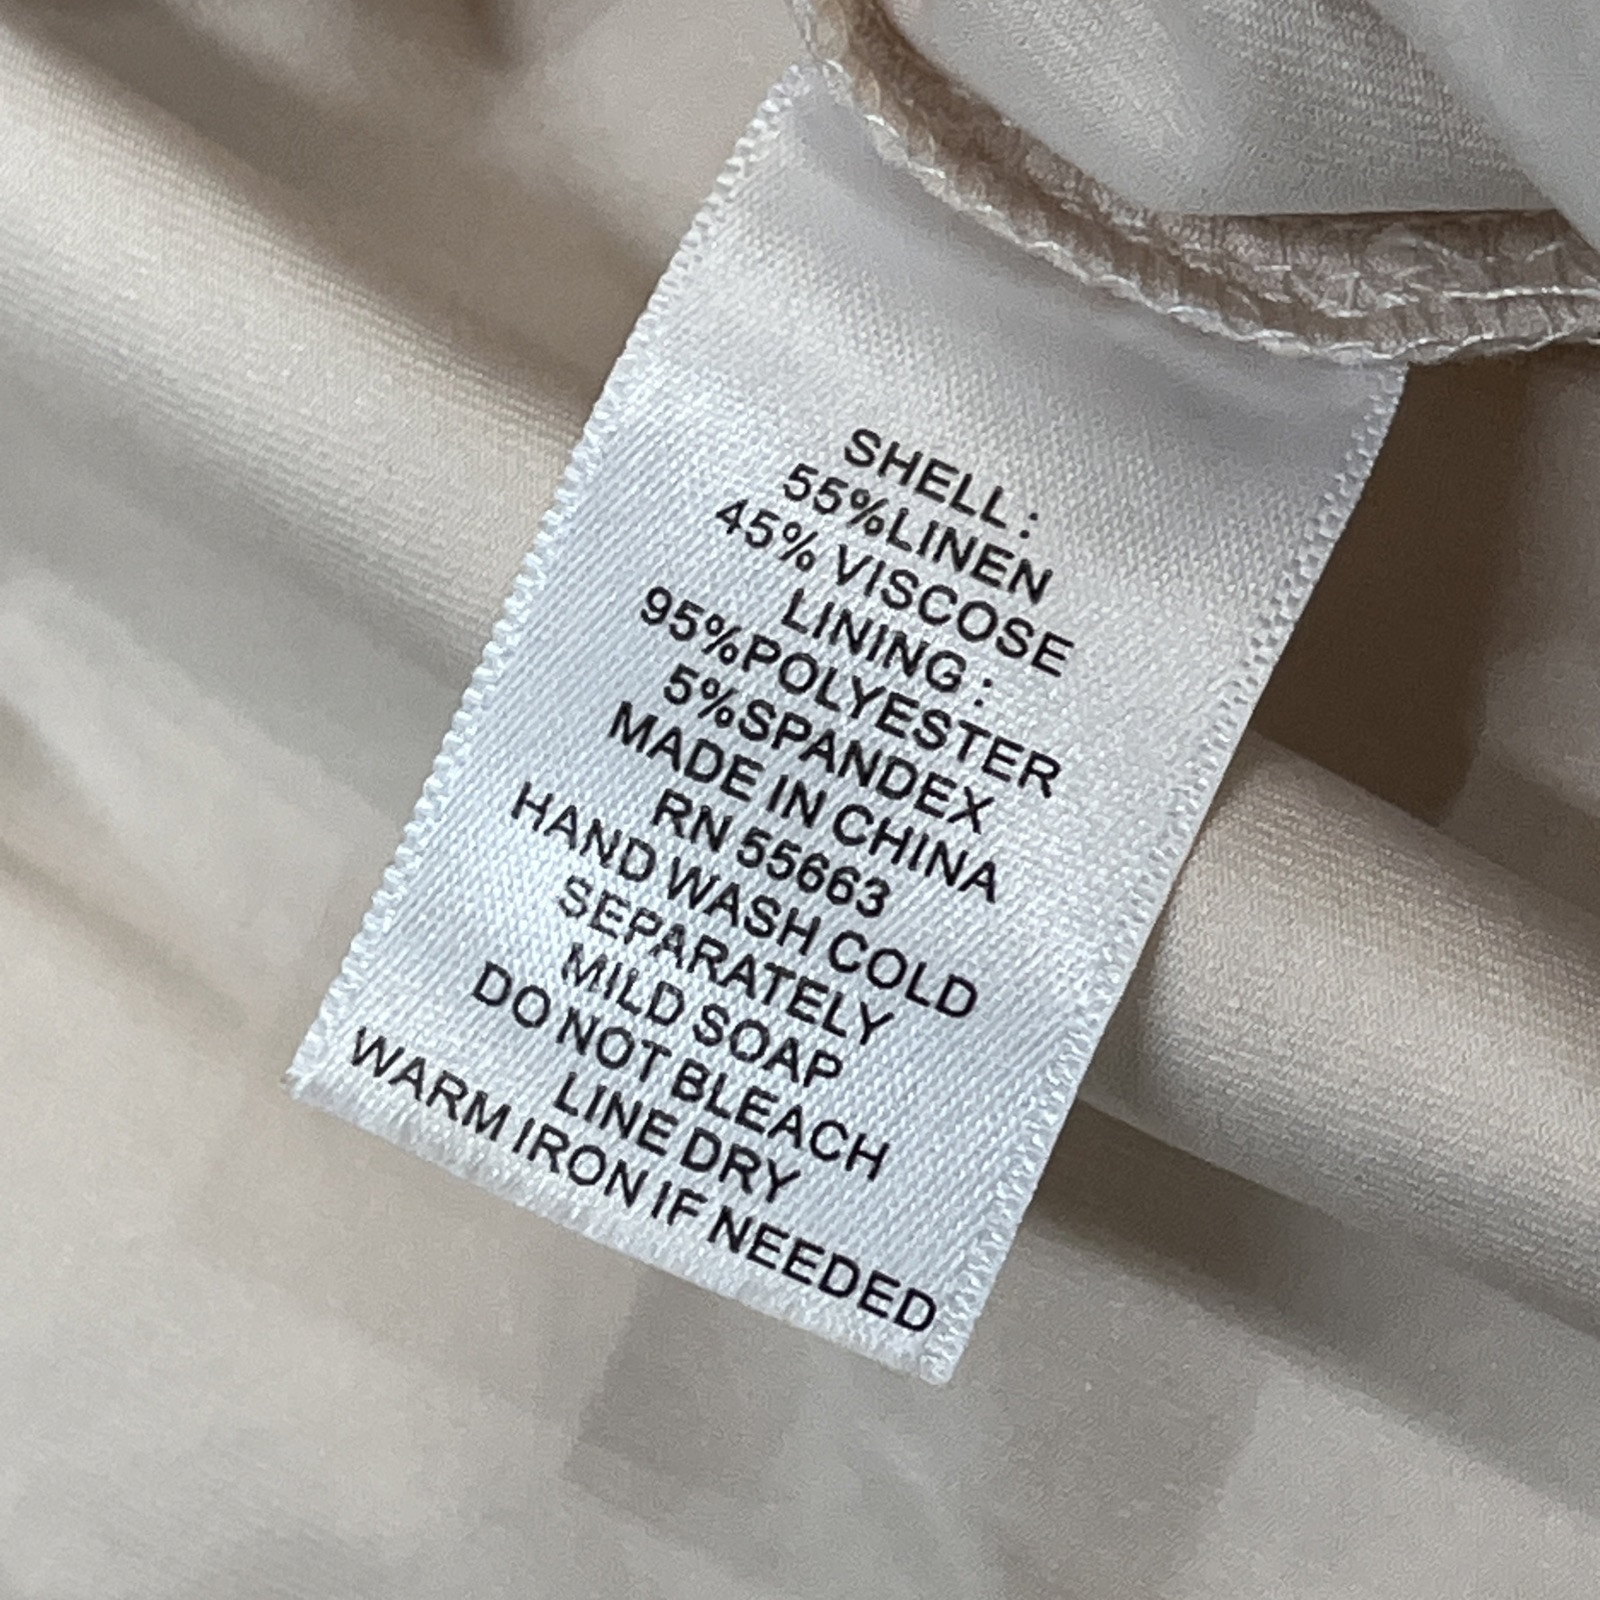 SHELL :
55%LINEN
45% VISCOSE
LINING :
95%POLYESTER
5%SPANDEX
MADE IN CHINA
RN 55663
HAND WASH COLD
SEPARATELY
MILD SOAP
DO NOT BLEACH
LINE DRY
WARM IRON IF NEEDED